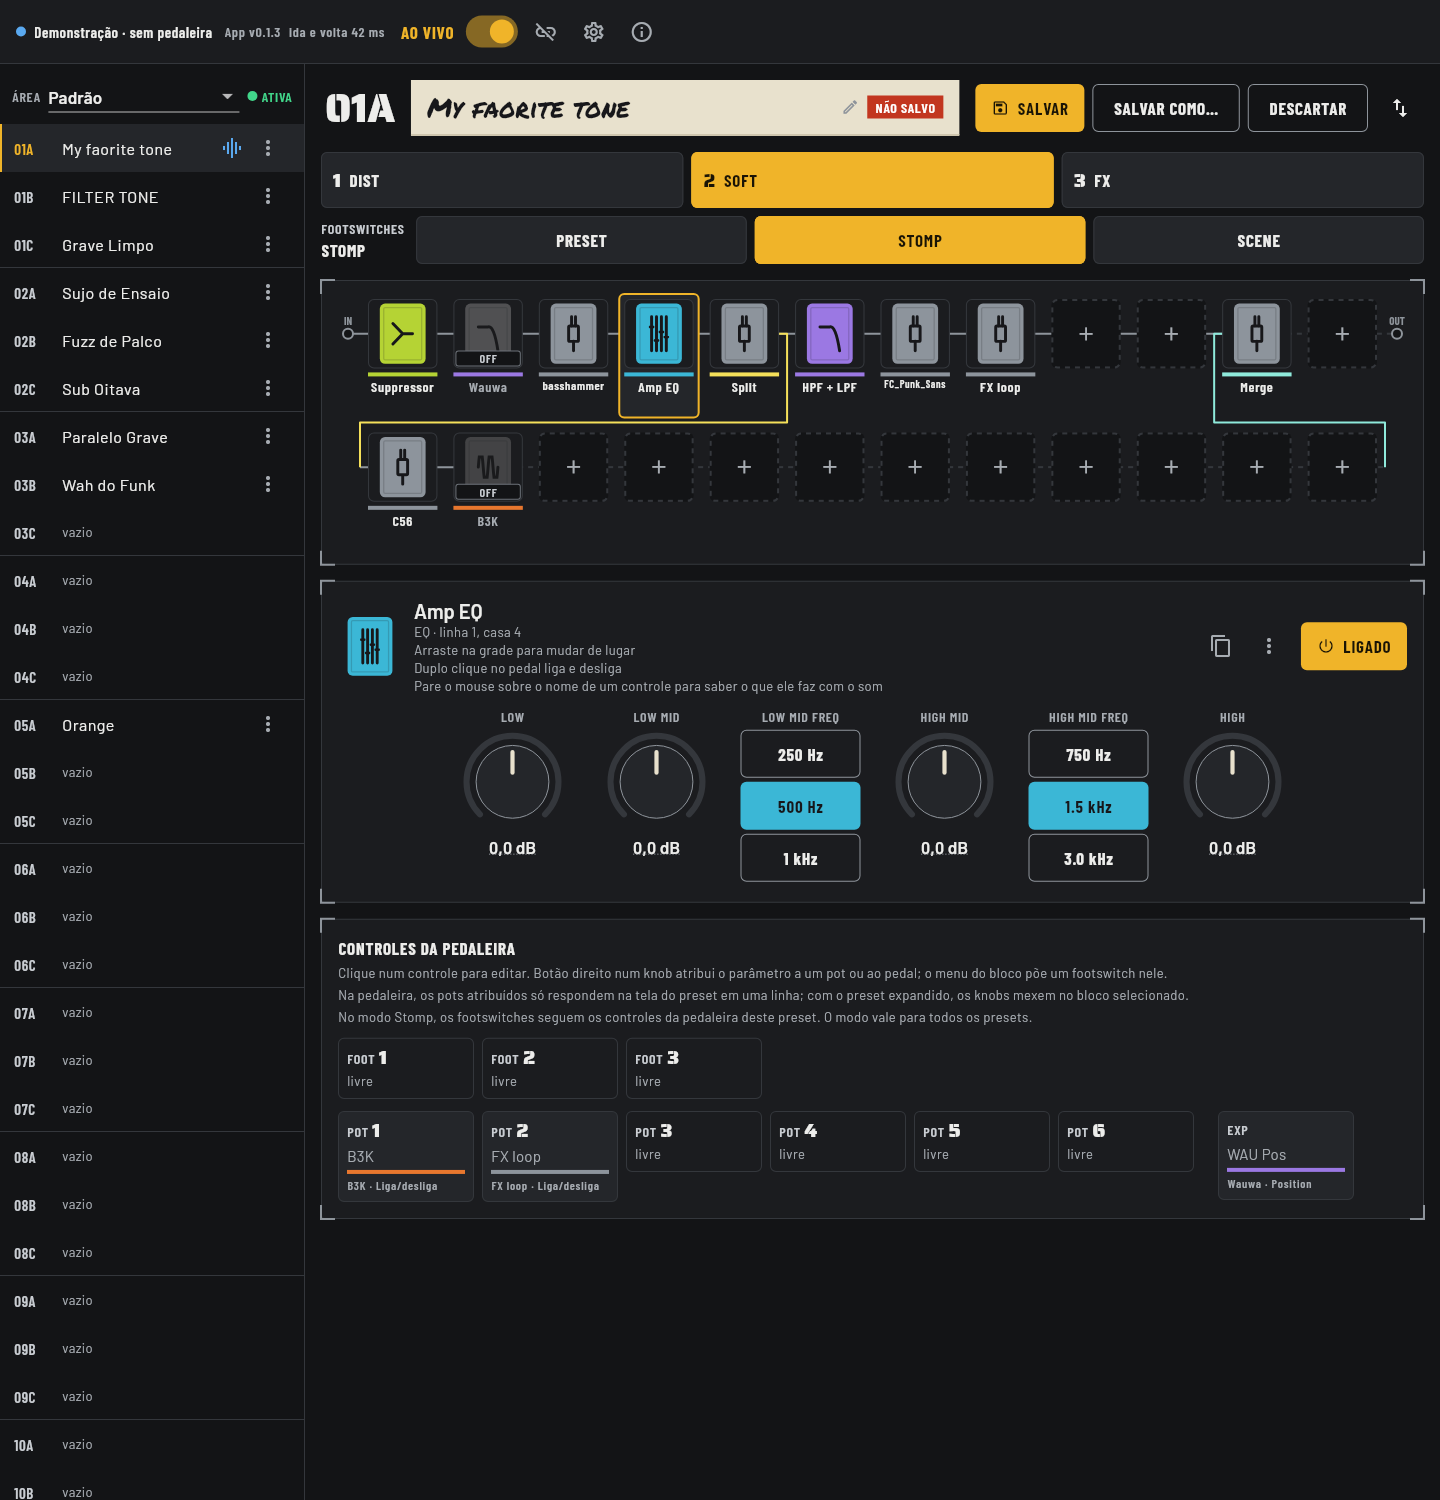 Demonstração · sem pedaleira App v0.1.3 Ida e volta 42 ms AO VIVO
ÁREA Padrão ATIVA
01A My faorite tone
01B FILTER TONE
01C Grave Limpo
02A Sujo de Ensaio
02B Fuzz de Palco
02C Sub Oitava
03A Paralelo Grave
03B Wah do Funk
03C vazio
04A vazio
04B vazio
04C vazio
05A Orange
05B vazio
05C vazio
06A vazio
06B vazio
06C vazio
07A vazio
07B vazio
07C vazio
08A vazio
08B vazio
08C vazio
09A vazio
09B vazio
09C vazio
10A vazio
10B vazio
01A My faorite tone NÃO SALVO SALVAR SALVAR COMO... DESCARTAR
1 DIST 2 SOFT 3 FX
FOOTSWITCHES
STOMP PRESET STOMP SCENE
IN OUT
OFF
Suppressor Wauwa basshammer Amp EQ Split HPF + LPF FC_Punk_Sans FX loop Merge
OFF
C56 B3K
Amp EQ
EQ · linha 1, casa 4
Arraste na grade para mudar de lugar
Duplo clique no pedal liga e desliga
Pare o mouse sobre o nome de um controle para saber o que ele faz com o som
LIGADO
LOW LOW MID LOW MID FREQ HIGH MID HIGH MID FREQ HIGH
250 Hz 750 Hz
500 Hz 1.5 kHz
0,0 dB 0,0 dB 1 kHz 0,0 dB 3.0 kHz 0,0 dB
CONTROLES DA PEDALEIRA
Clique num controle para editar. Botão direito num knob atribui o parâmetro a um pot ou ao pedal; o menu do bloco põe um footswitch nele.
Na pedaleira, os pots atribuídos só respondem na tela do preset em uma linha; com o preset expandido, os knobs mexem no bloco selecionado.
No modo Stomp, os footswitches seguem os controles da pedaleira deste preset. O modo vale para todos os presets.
FOOT 1 FOOT 2 FOOT 3
livre livre livre
POT 1 POT 2 POT 3 POT 4 POT 5 POT 6 EXP
B3K FX loop livre livre livre livre WAU Pos
B3K · Liga/desliga FX loop · Liga/desliga Wauwa · Position